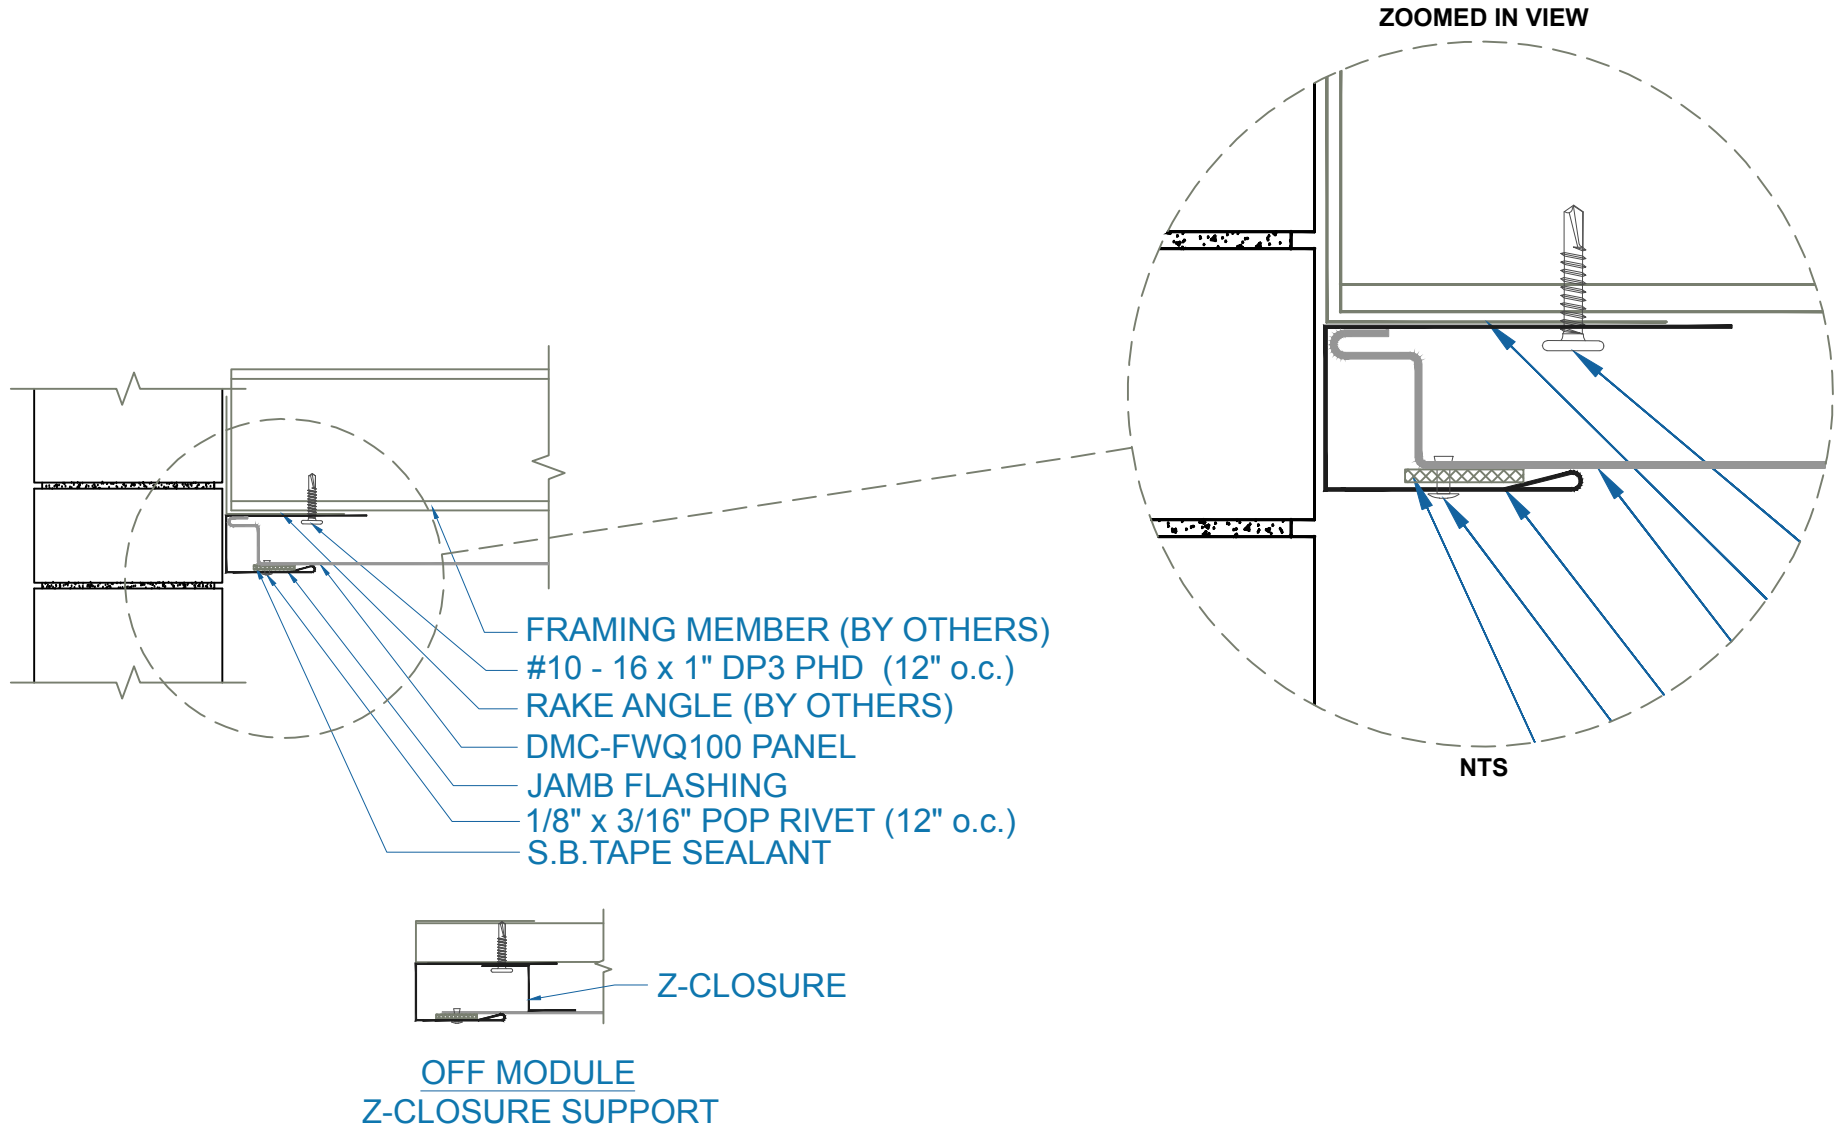 ZOOMED IN VIEW
FRAMING MEMBER (BY OTHERS)
#10 - 16 x 1" DP3 PHD (12" o.c.)
RAKE ANGLE (BY OTHERS)
DMC-FWQ100 PANEL
JAMB FLASHING
1/8" x 3/16" POP RIVET (12" o.c.)
S.B.TAPE SEALANT
NTS
Z-CLOSURE
OFF MODULE
Z-CLOSURE SUPPORT